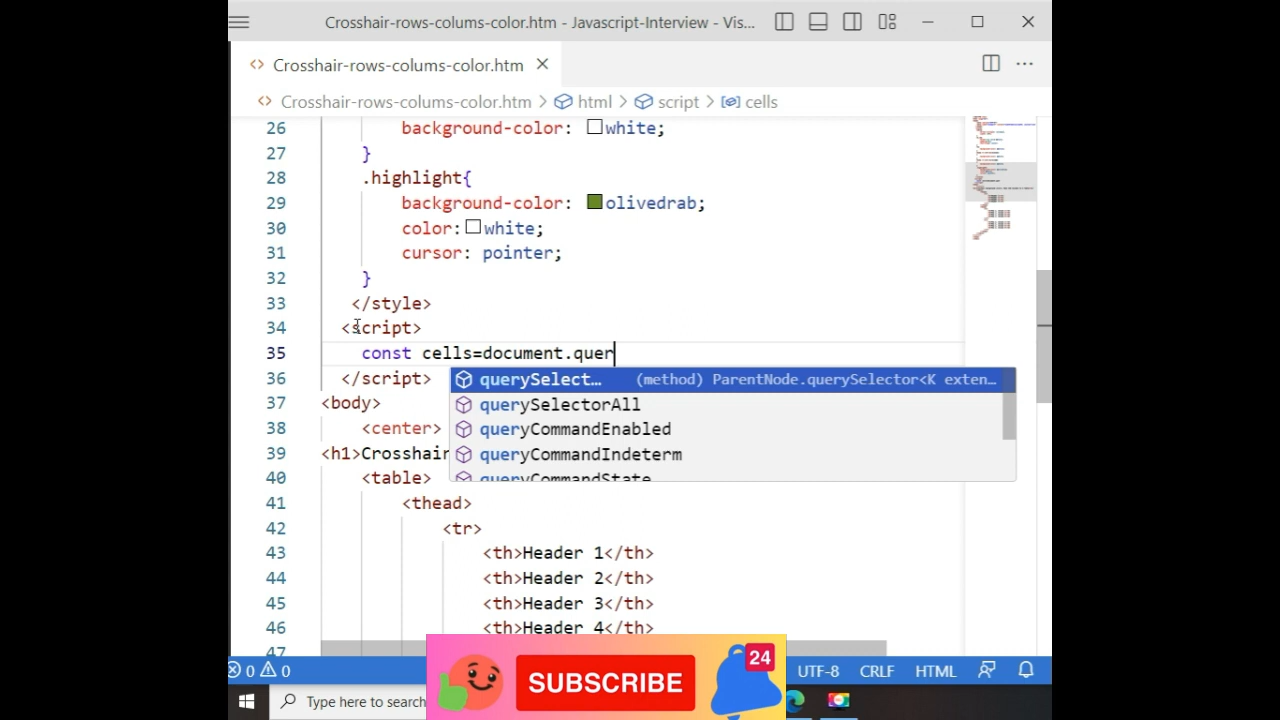 Crosshair-rows-colums-color.htm - Javascript-Interview - Vis...
Crosshair-rows-colums-color.htm
Crosshair-rows-colums-color.htm > html > script > cells
26 background-color: white;
27 }
28 .highlight{
29 background-color: olivedrab;
30 color: white;
31 cursor: pointer;
32 }
33 </style>
34 <script>
35 const cells=document.quer
querySelect... (method) ParentNode.querySelector<K exten...
36 </script>
querySelectorAll
37 <body>
queryCommandEnabled
38 <center>
queryCommandIndeterm
39 <h1>Crosshair
queryCommandState
40 <table>
41 <thead>
42 <tr>
43 <th>Header 1</th>
44 <th>Header 2</th>
45 <th>Header 3</th>
46 <th>Header 4</th>
47
0 0 UTF-8 CRLF HTML
24
SUBSCRIBE
Type here to search